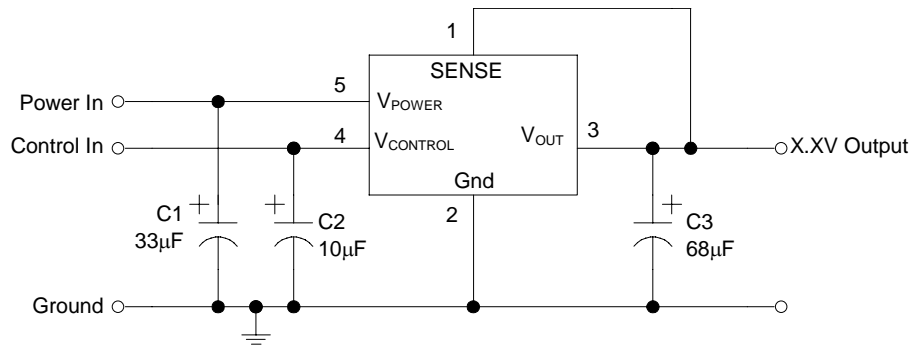 1
SENSE
5
Power In
VPOWER
Control In
4
VCONTROL
VOUT
3
X.XV Output
Gnd
2
+
C1
33μF
+
C2
10μF
+
C3
68μF
Ground